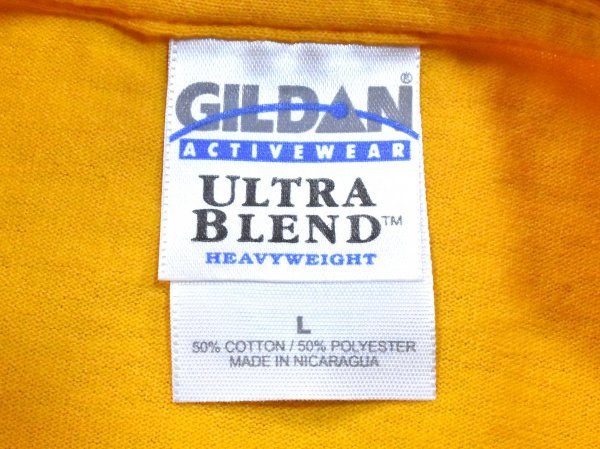 GILDAN®
ACTIVEWEAR
ULTRA
BLEND™
HEAVYWEIGHT
L
50% COTTON / 50% POLYESTER
MADE IN NICARAGUA